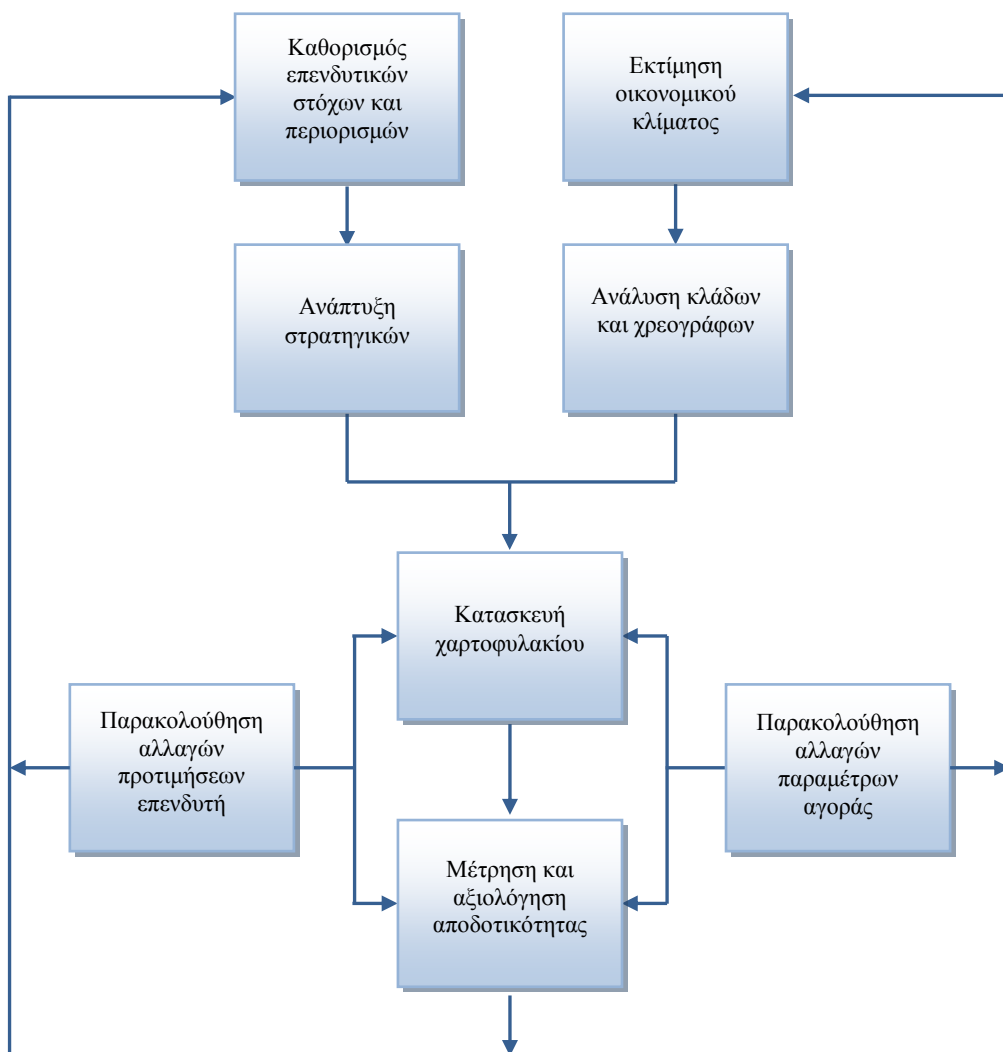 Καθορισμός
επενδυτικών
στόχων και
περιορισμών
Εκτίμηση
οικονομικού
κλίματος
Ανάπτυξη
στρατηγικών
Ανάλυση κλάδων
και χρεογράφων
Κατασκευή
χαρτοφυλακίου
Παρακολούθηση
αλλαγών
προτιμήσεων
επενδυτή
Παρακολούθηση
αλλαγών
παραμέτρων
αγοράς
Μέτρηση και
αξιολόγηση
αποδοτικότητας